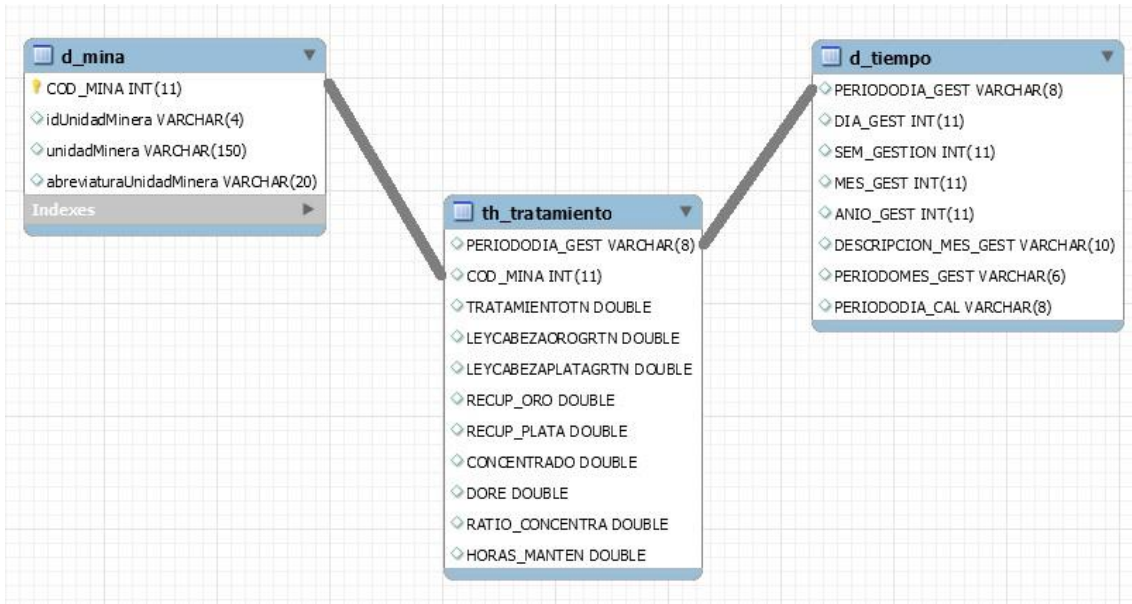 d_mina
COD_MINA INT(11)
idUnidadMinera VARCHAR(4)
unidadMinera VARCHAR(150)
abreviaturaUnidadMinera VARCHAR(20)
Indexes
th_tratamiento
PERIODODIA_GEST VARCHAR(8)
COD_MINA INT(11)
TRATAMIENTOTN DOUBLE
LEYCABEZAOROGRTN DOUBLE
LEYCABEZAPLATAGRTN DOUBLE
RECUP_ORO DOUBLE
RECUP_PLATA DOUBLE
CONCENTRADO DOUBLE
DORE DOUBLE
RATIO_CONCENTRA DOUBLE
HORAS_MANTEN DOUBLE
d_tiempo
PERIODODIA_GEST VARCHAR(8)
DIA_GEST INT(11)
SEM_GESTION INT(11)
MES_GEST INT(11)
ANIO_GEST INT(11)
DESCRIPCION_MES_GEST VARCHAR(10)
PERIODOMES_GEST VARCHAR(6)
PERIODODIA_CAL VARCHAR(8)